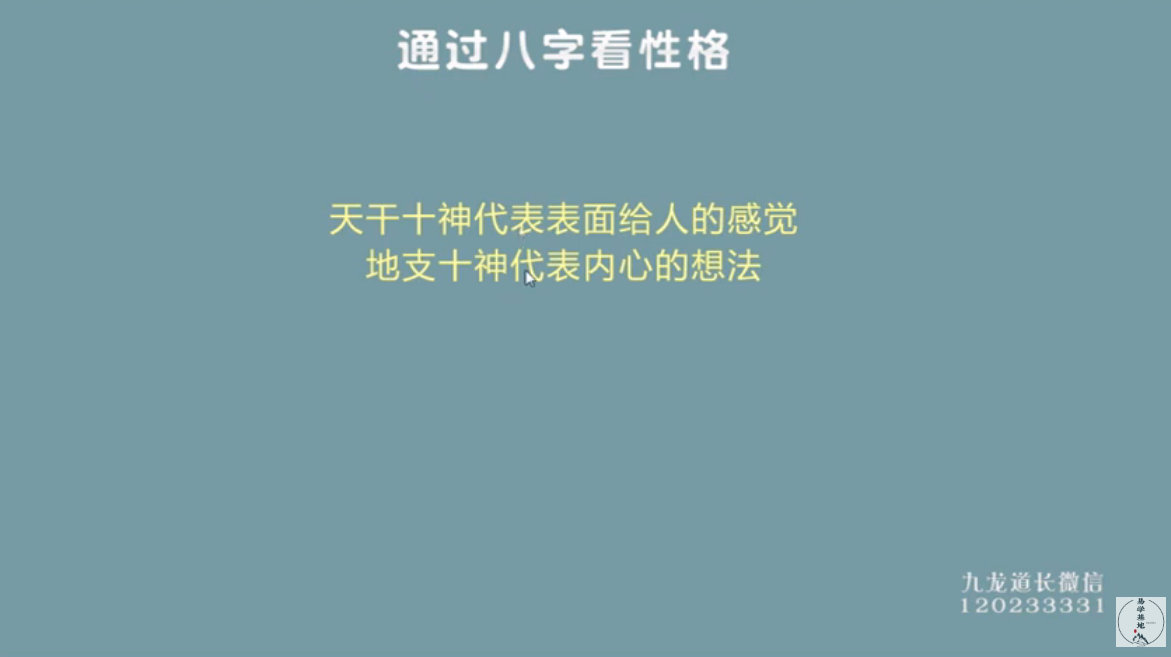 通过八字看性格
天干十神代表表面给人的感觉
地支十神代表内心的想法
九龙道长微信
120233331
易学基地